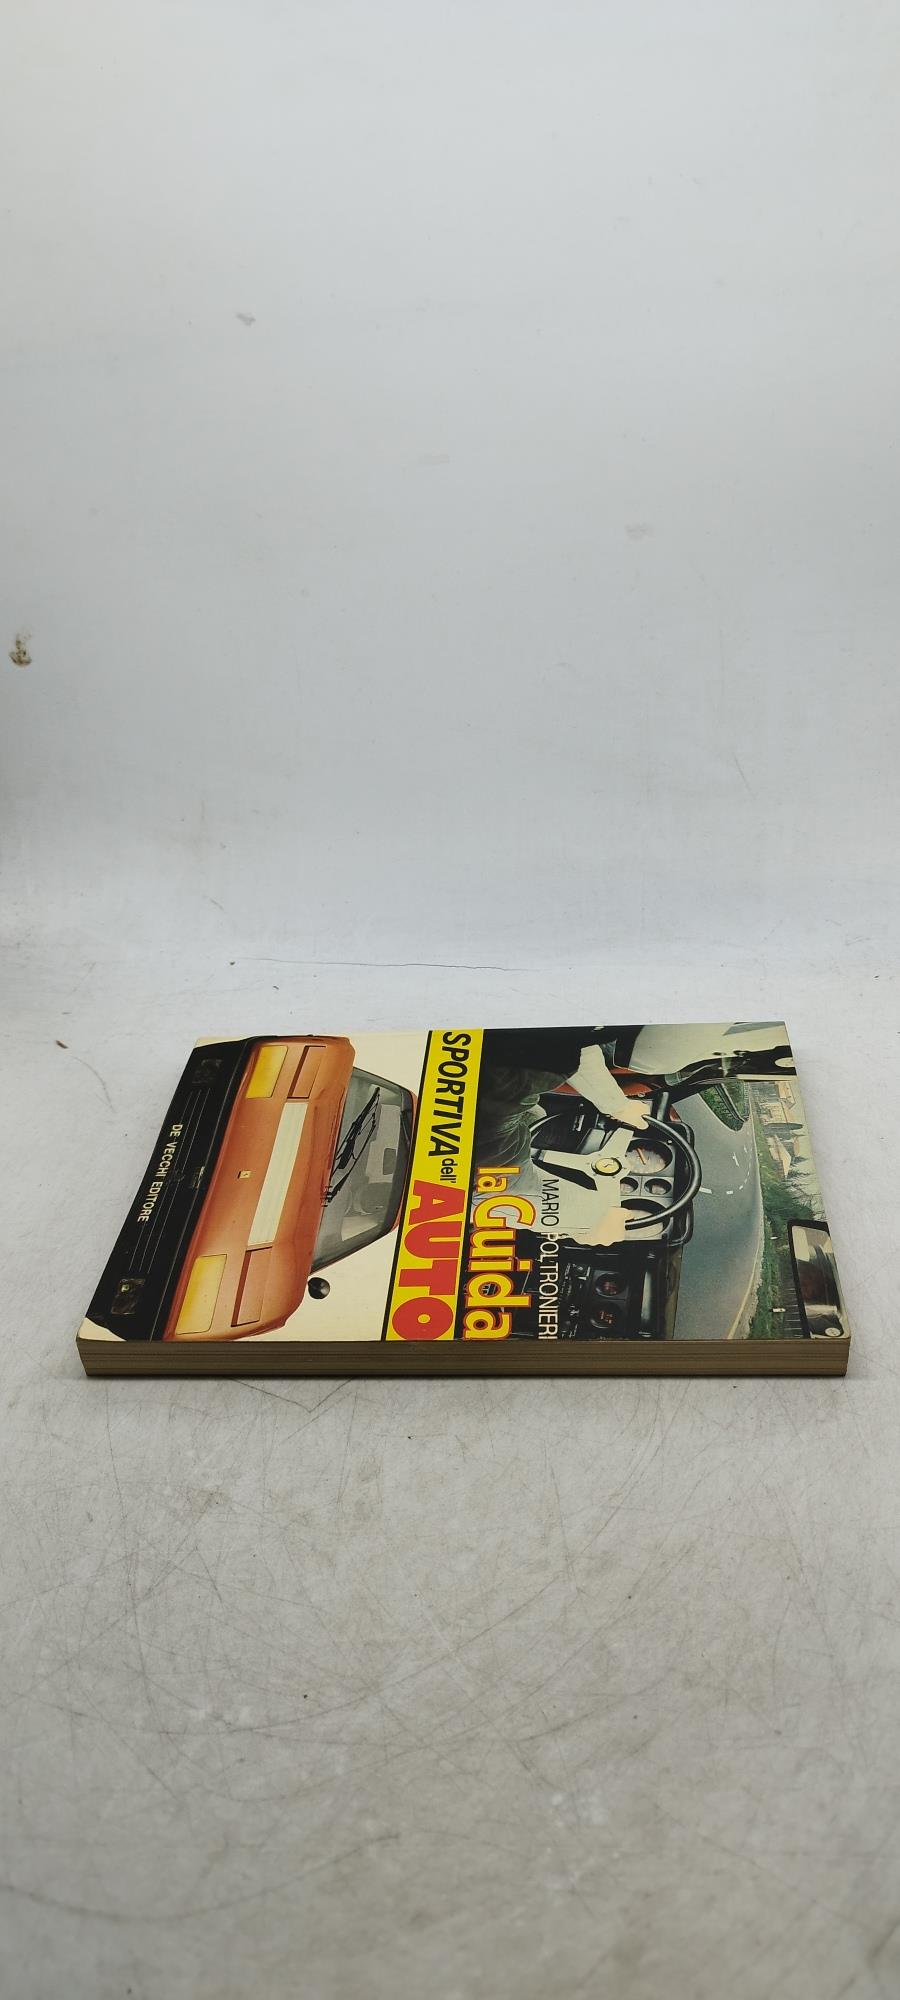 MARIO POLTRONIERI
la Guida
SPORTIVA dell'AUTO
DE VECCHI EDITORE